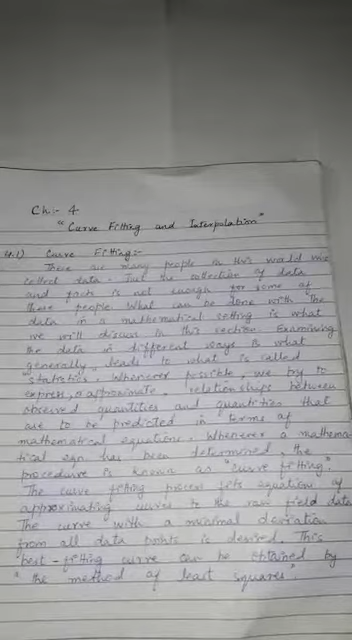 Ch:- 4
"Curve Fitting and Interpolation"
4.1) Curve Fitting:-
There are many people in this world who
collect data. Just the collection of data
and facts is not enough for some of
these people. What can be done with the
data in a mathematical setting is what
we will discuss in this section. Examining
the data in different ways is what
generally leads to what is called
statistics. Whenever possible, we try to
express, approximate, relationships between
observed quantities and quantities that
are to be predicted in terms of
mathematical equations. Whenever a mathema-
tical eqn. has been determined, the
procedure is known as "curve fitting."
The curve fitting process fits equation of
approximating curves to the raw field data
The curve with a minimal deviation
from all data points is desired. This
best-fitting curve can be obtained by
"the method of least squares".